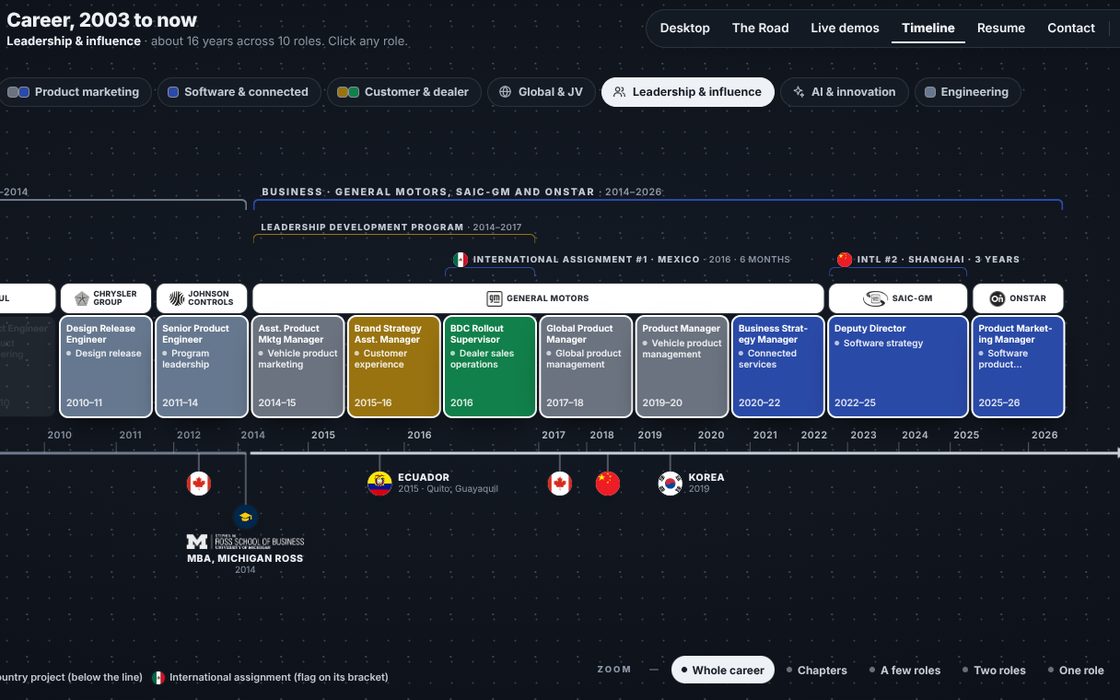 Career, 2003 to now
Leadership & influence · about 16 years across 10 roles. Click any role.
Desktop
The Road
Live demos
Timeline
Resume
Contact
Product marketing
Software & connected
Customer & dealer
Global & JV
Leadership & influence
AI & innovation
Engineering
–2014
BUSINESS · GENERAL MOTORS, SAIC-GM AND ONSTAR · 2014–2026
LEADERSHIP DEVELOPMENT PROGRAM · 2014–2017
INTERNATIONAL ASSIGNMENT #1 · MEXICO · 2016 · 6 MONTHS
INTL #2 · SHANGHAI · 3 YEARS
UL
CHRYSLER
GROUP
JOHNSON
CONTROLS
gm
GENERAL MOTORS
SAIC-GM
On
ONSTAR
Design Release
Engineer
Design release
2010–11
Senior Product
Engineer
Program
leadership
2011–14
Asst. Product
Mktg Manager
Vehicle product
marketing
2014–15
Brand Strategy
Asst. Manager
Customer
experience
2015–16
BDC Rollout
Supervisor
Dealer sales
operations
2016
Global Product
Manager
Global product
management
2017–18
Product Manager
Vehicle product
management
2019–20
Business Strat-
egy Manager
Connected
services
2020–22
Deputy Director
Software strategy
2022–25
Product Market-
ing Manager
Software
product...
2025–26
2010
2011
2012
2014
2015
2016
2017
2018
2019
2020
2021
2022
2023
2024
2025
2026
ECUADOR
2015 · Quito; Guayaquil
KOREA
2019
M
ROSS SCHOOL OF BUSINESS
MBA, MICHIGAN ROSS
2014
ountry project (below the line)
International assignment (flag on its bracket)
ZOOM
Whole career
Chapters
A few roles
Two roles
One role